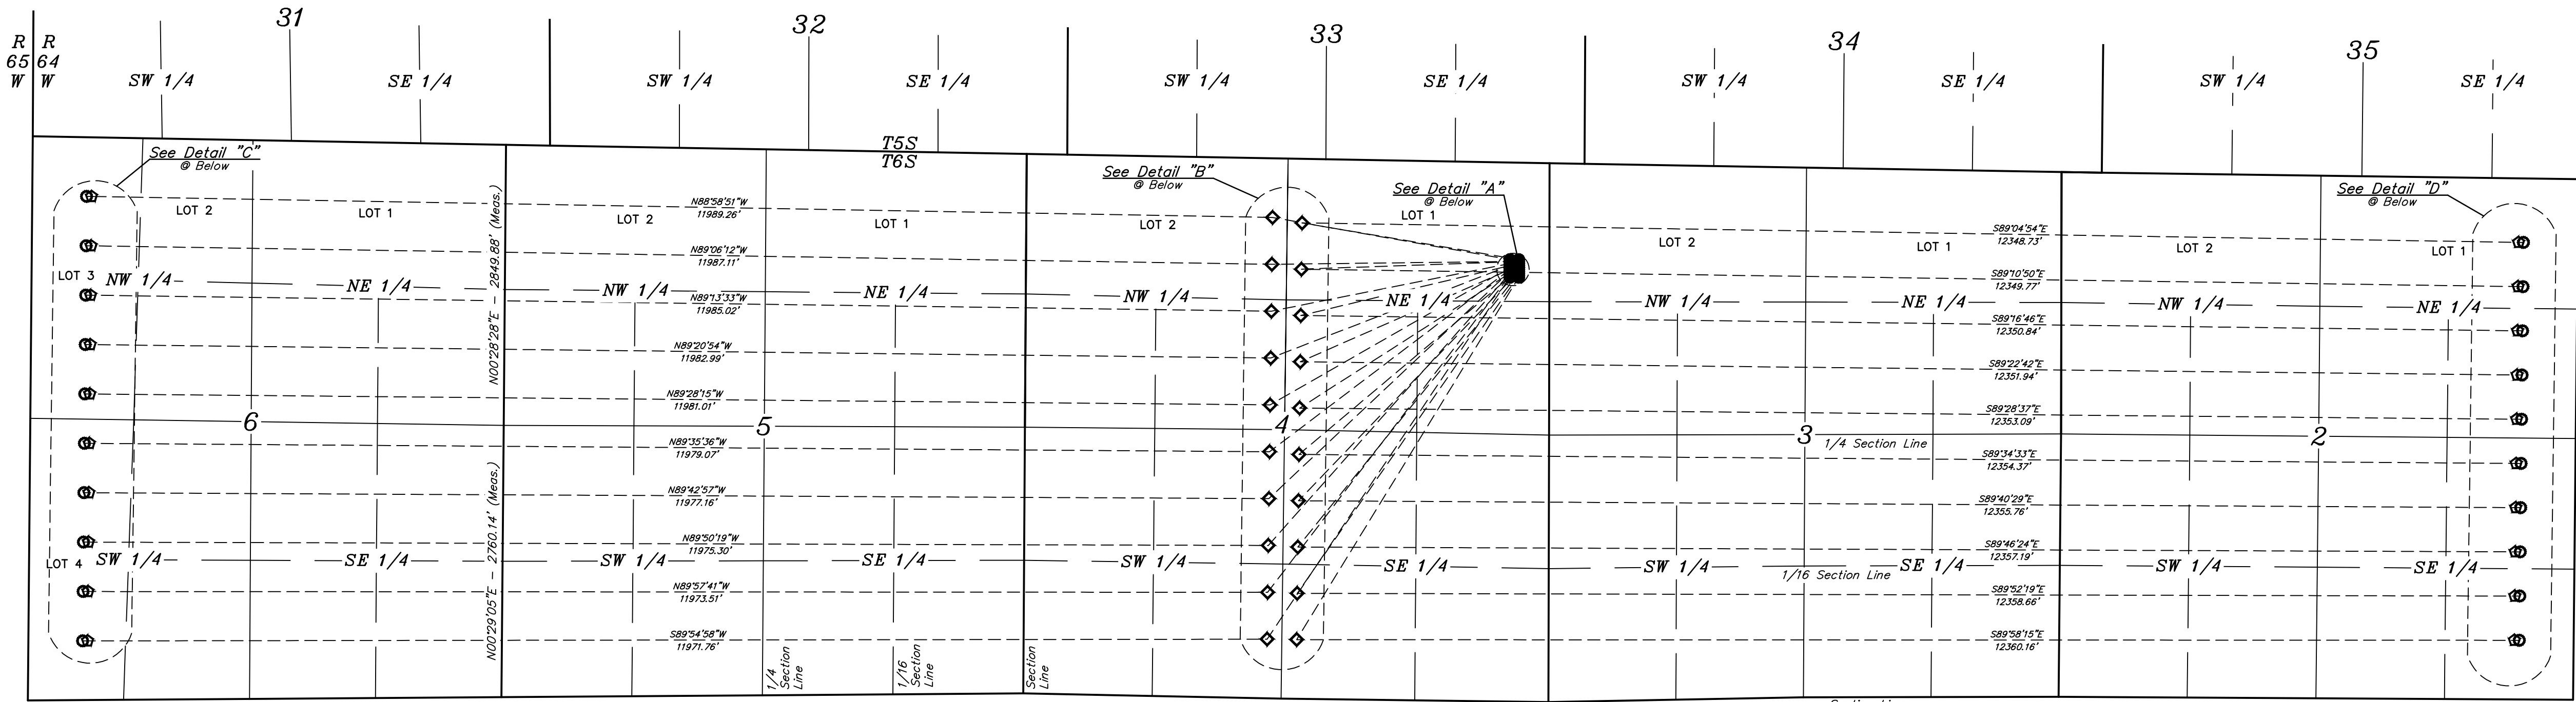 31
32
33
34
35
R R
65 64
W W
SW 1/4
SE 1/4
SW 1/4
SE 1/4
SW 1/4
SE 1/4
SW 1/4
SE 1/4
SW 1/4
SE 1/4
T5S
T6S
See Detail "C"
@ Below
See Detail "B"
@ Below
See Detail "A"
@ Below
See Detail "D"
@ Below
LOT 2
LOT 1
LOT 2
LOT 1
LOT 2
LOT 1
LOT 2
LOT 1
LOT 2
LOT 1
LOT 3
LOT 4
N00°28'28"E - 2849.88' (Meas.)
N00°29'05"E - 2760.14' (Meas.)
N88°58'51"W
11989.26'
N89°06'12"W
11987.11'
N89°13'33"W
11985.02'
N89°20'54"W
11982.99'
N89°28'15"W
11981.01'
N89°35'36"W
11979.07'
N89°42'57"W
11977.16'
N89°50'19"W
11975.30'
N89°57'41"W
11973.51'
S89°54'58"W
11971.76'
S89°04'54"E
12348.73'
S89°10'50"E
12349.77'
S89°16'46"E
12350.84'
S89°22'42"E
12351.94'
S89°28'37"E
12353.09'
S89°34'33"E
12354.37'
S89°40'29"E
12355.76'
S89°46'24"E
12357.19'
S89°52'19"E
12358.66'
S89°58'15"E
12360.16'
NW 1/4
NE 1/4
NW 1/4
NE 1/4
NW 1/4
NE 1/4
NW 1/4
NE 1/4
NW 1/4
NE 1/4
6
5
4
3
2
1/4 Section Line
SW 1/4
SE 1/4
SW 1/4
SE 1/4
SW 1/4
SE 1/4
SW 1/4
SE 1/4
SW 1/4
SE 1/4
1/16 Section Line
1/4
Section
Line
1/16
Section
Line
Section
Line